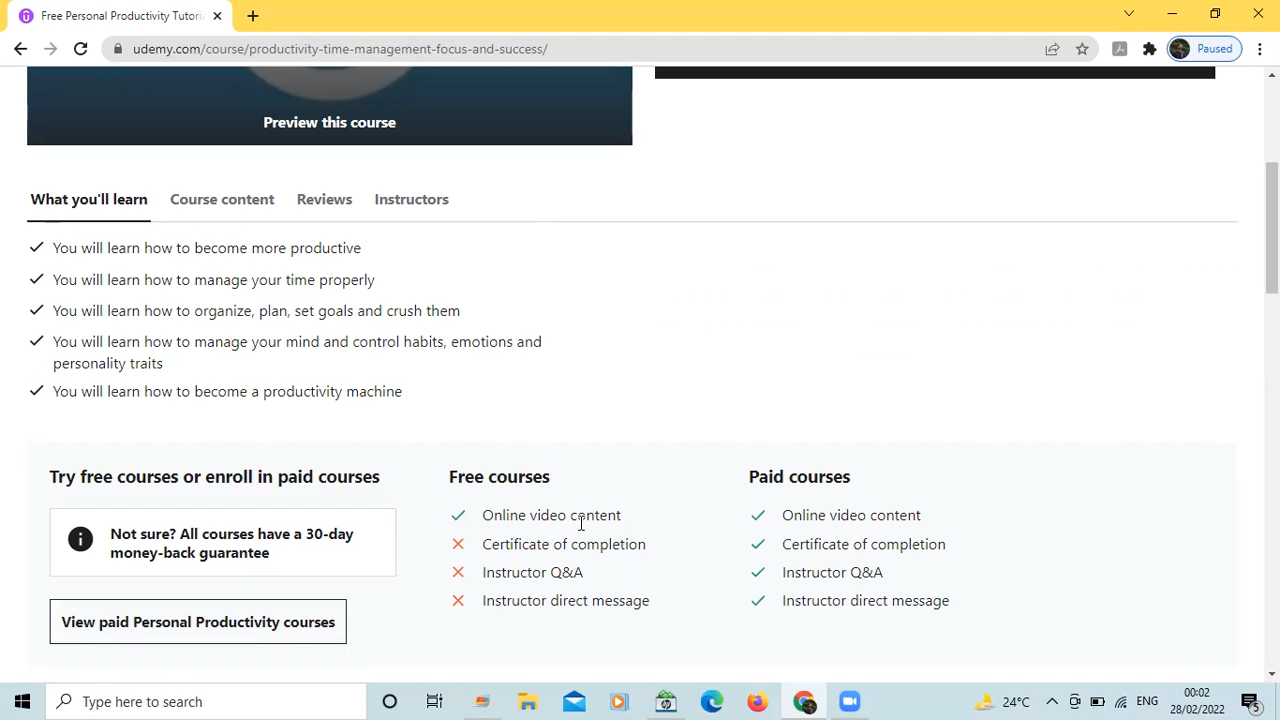 Free Personal Productivity Tutori
udemy.com/course/productivity-time-management-focus-and-success/
Paused
Preview this course
What you'll learn
Course content
Reviews
Instructors
You will learn how to become more productive
You will learn how to manage your time properly
You will learn how to organize, plan, set goals and crush them
You will learn how to manage your mind and control habits, emotions and
personality traits
You will learn how to become a productivity machine
Try free courses or enroll in paid courses
Not sure? All courses have a 30-day
money-back guarantee
View paid Personal Productivity courses
Free courses
Online video content
Certificate of completion
Instructor Q&A
Instructor direct message
Paid courses
Online video content
Certificate of completion
Instructor Q&A
Instructor direct message
Type here to search
24°C
ENG
00:02
28/02/2022
5